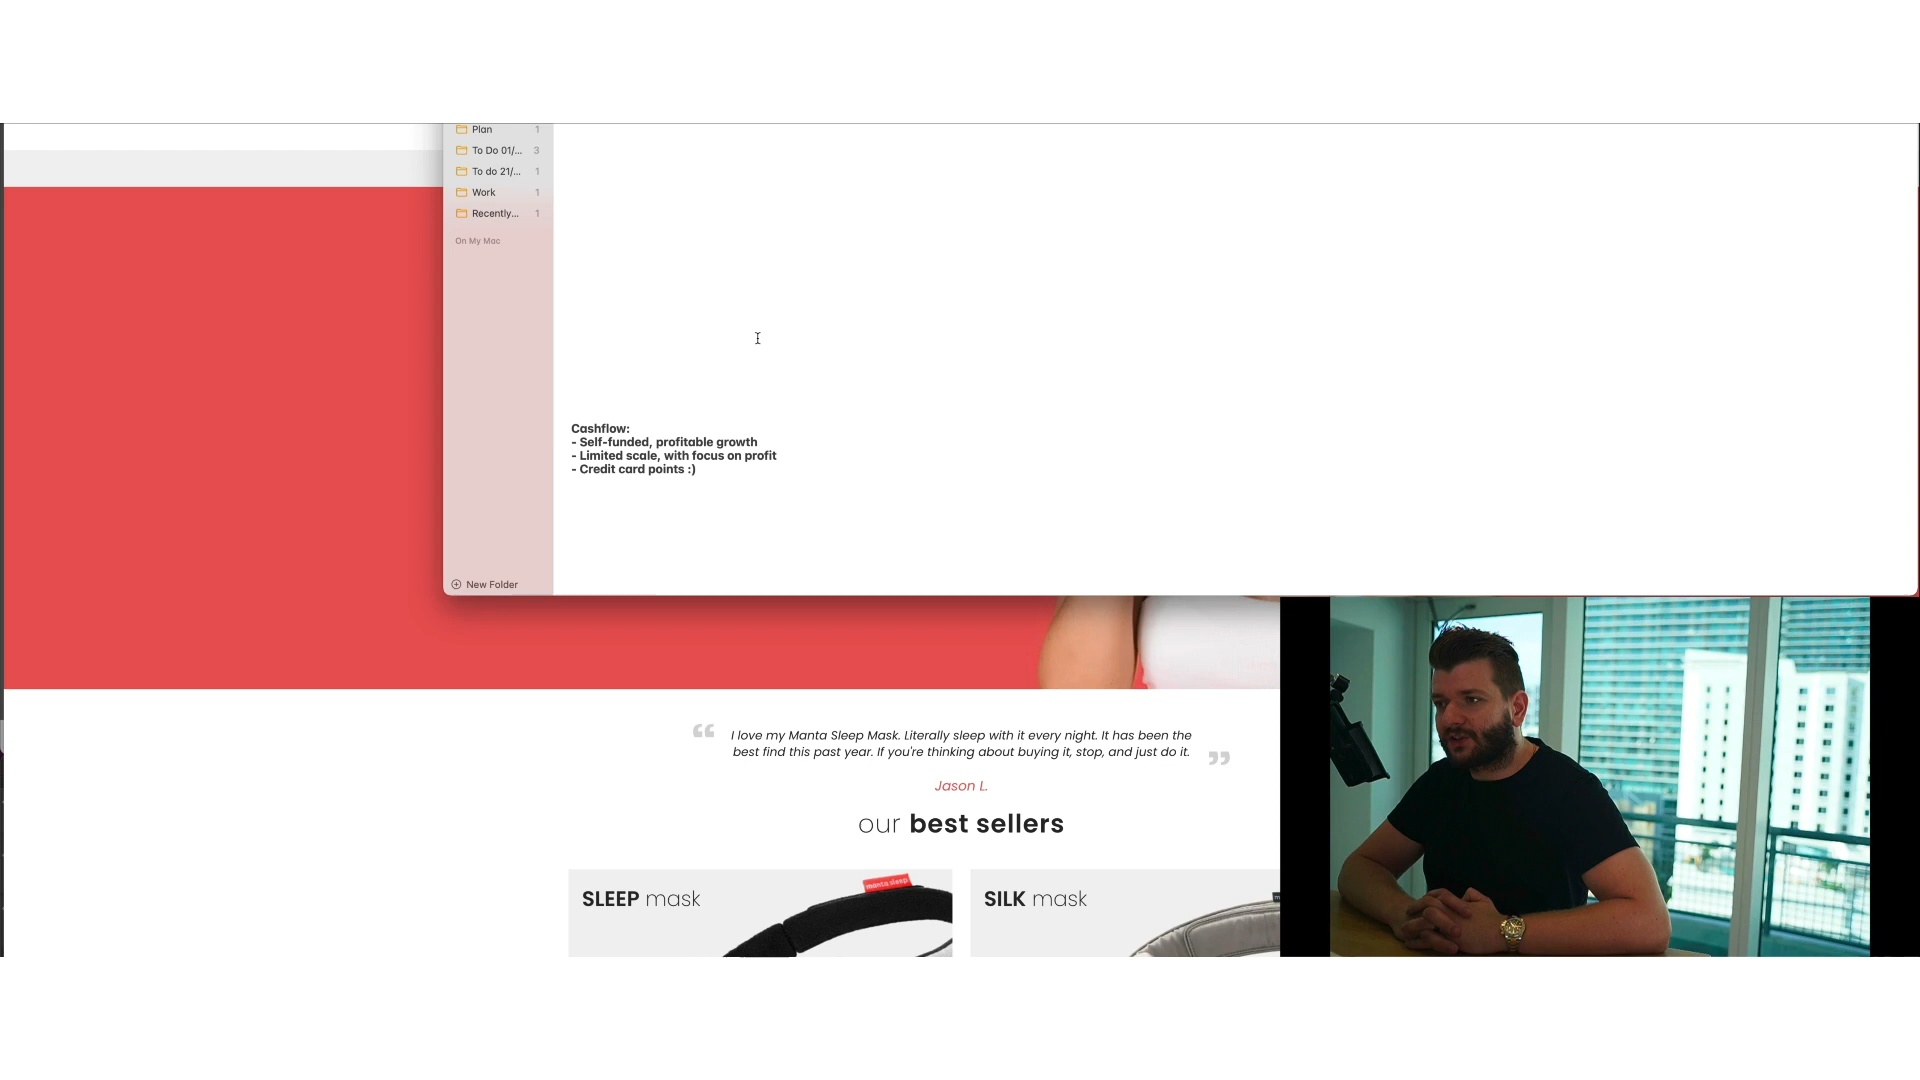 Plan 1
To Do 01/... 3
To do 21/... 1
Work 1
Recently... 1
On My Mac
Cashflow:
- Self-funded, profitable growth
- Limited scale, with focus on profit
- Credit card points :)
New Folder
“ I love my Manta Sleep Mask. Literally sleep with it every night. It has been the
best find this past year. If you're thinking about buying it, stop, and just do it. ”
Jason L.
our best sellers
SLEEP mask
manta sleep
SILK mask